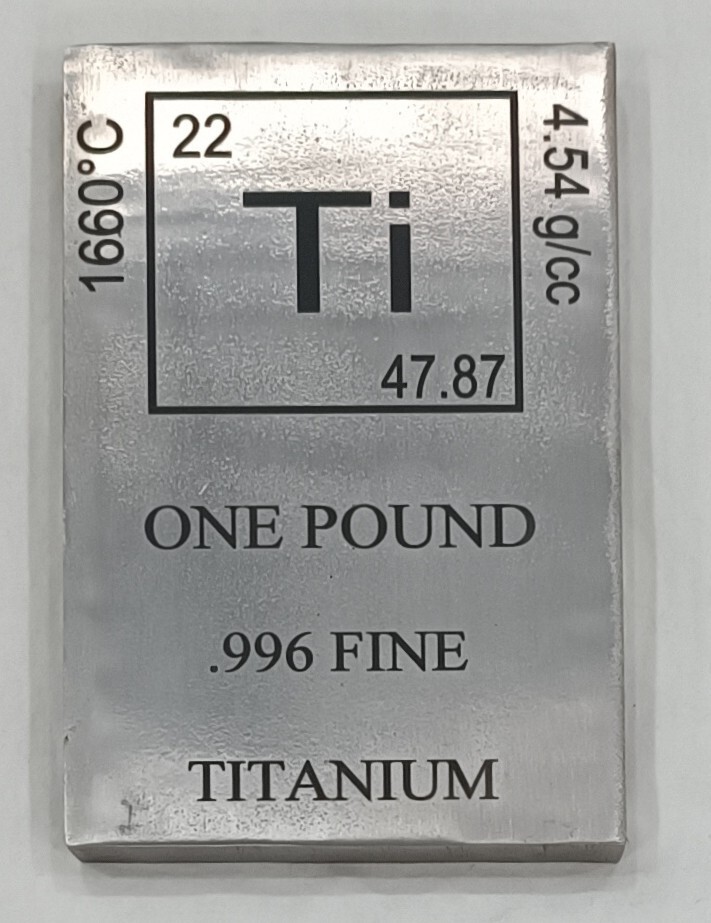 1660°C
22
Ti
47.87
4.54 g/cc
ONE POUND
.996 FINE
TITANIUM